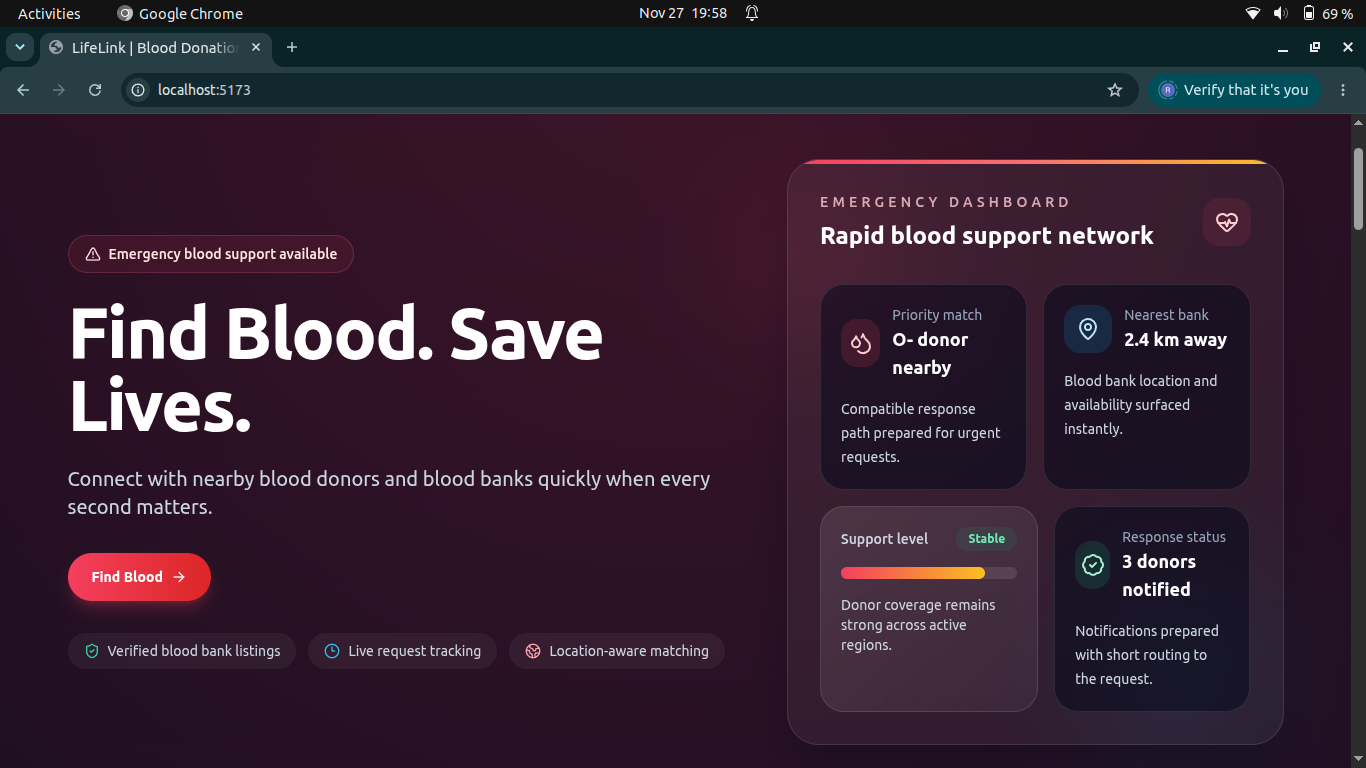 Activities
Google Chrome
Nov 27 19:58
69 %
LifeLink | Blood Donatio
localhost:5173
R
Verify that it's you
Emergency blood support available
Find Blood. Save
Lives.
Connect with nearby blood donors and blood banks quickly when every
second matters.
Find Blood
Verified blood bank listings
Live request tracking
Location-aware matching
EMERGENCY DASHBOARD
Rapid blood support network
Priority match
O- donor
nearby
Compatible response
path prepared for urgent
requests.
Nearest bank
2.4 km away
Blood bank location and
availability surfaced
instantly.
Support level
Stable
Donor coverage remains
strong across active
regions.
Response status
3 donors
notified
Notifications prepared
with short routing to
the request.